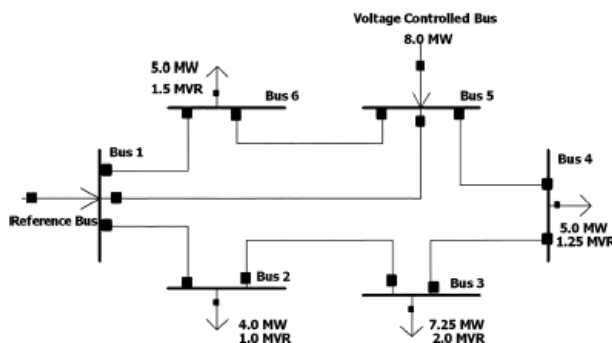 Voltage Controlled Bus
8.0 MW
5.0 MW
1.5 MVR
Bus 6
Bus 5
Bus 1
Bus 4
Reference Bus
5.0 MW
1.25 MVR
Bus 2
Bus 3
4.0 MW
1.0 MVR
7.25 MW
2.0 MVR